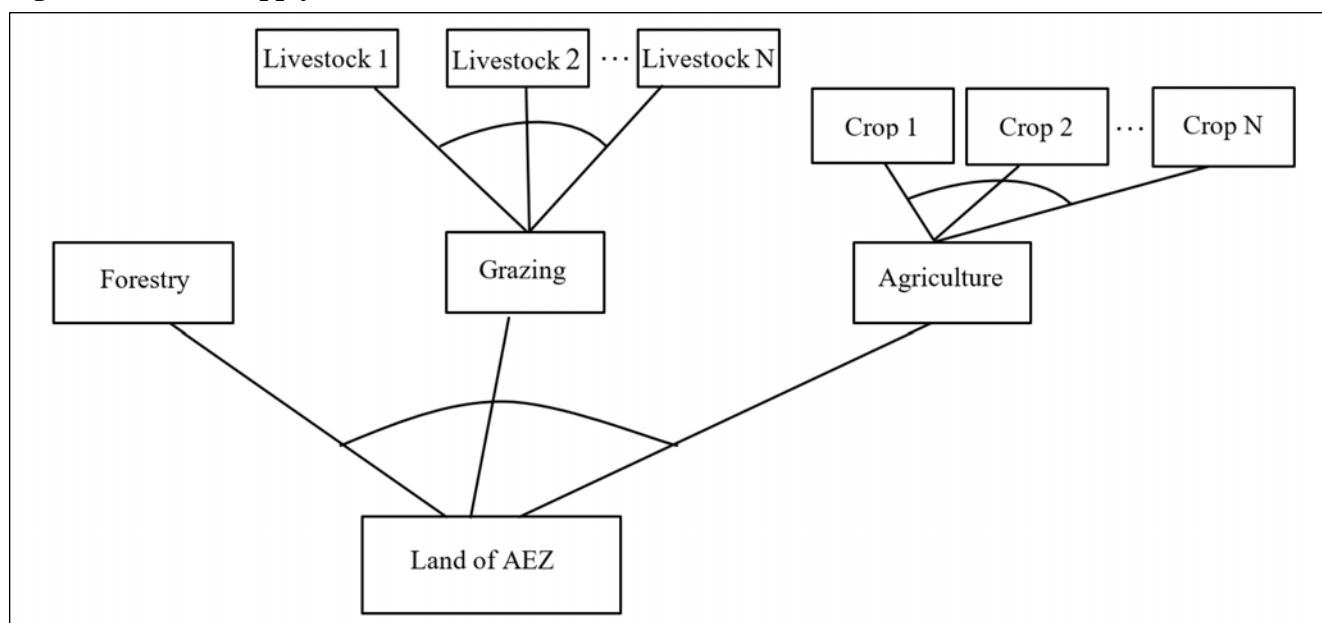 Livestock 1
Livestock 2
...
Livestock N
Crop 1
Crop 2
...
Crop N
Forestry
Grazing
Agriculture
Land of AEZ